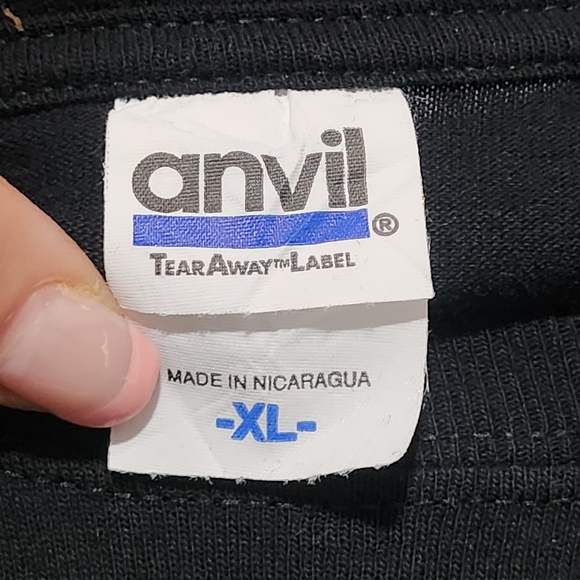 anvil
®
TEARAWAY™LABEL
MADE IN NICARAGUA
-XL-